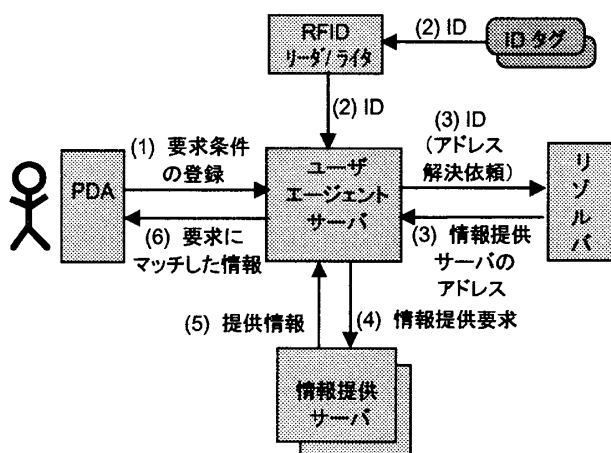 RFID
リーダ/ライタ
(2) ID
ID タグ
(2) ID
(1) 要求条件
の登録
PDA
ユーザ
エージェント
サーバ
(3) ID
(アドレス
解決依頼)
リゾルバ
(6) 要求に
マッチした情報
(3) 情報提供
サーバの
アドレス
(5) 提供情報
(4) 情報提供要求
情報提供
サーバ